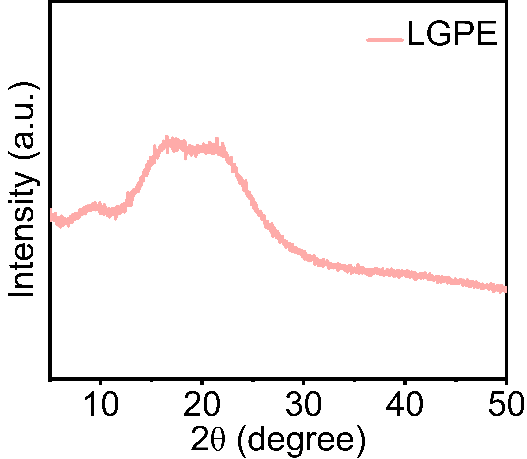 LGPE
Intensity (a.u.)
10 20 30 40 50
2θ (degree)